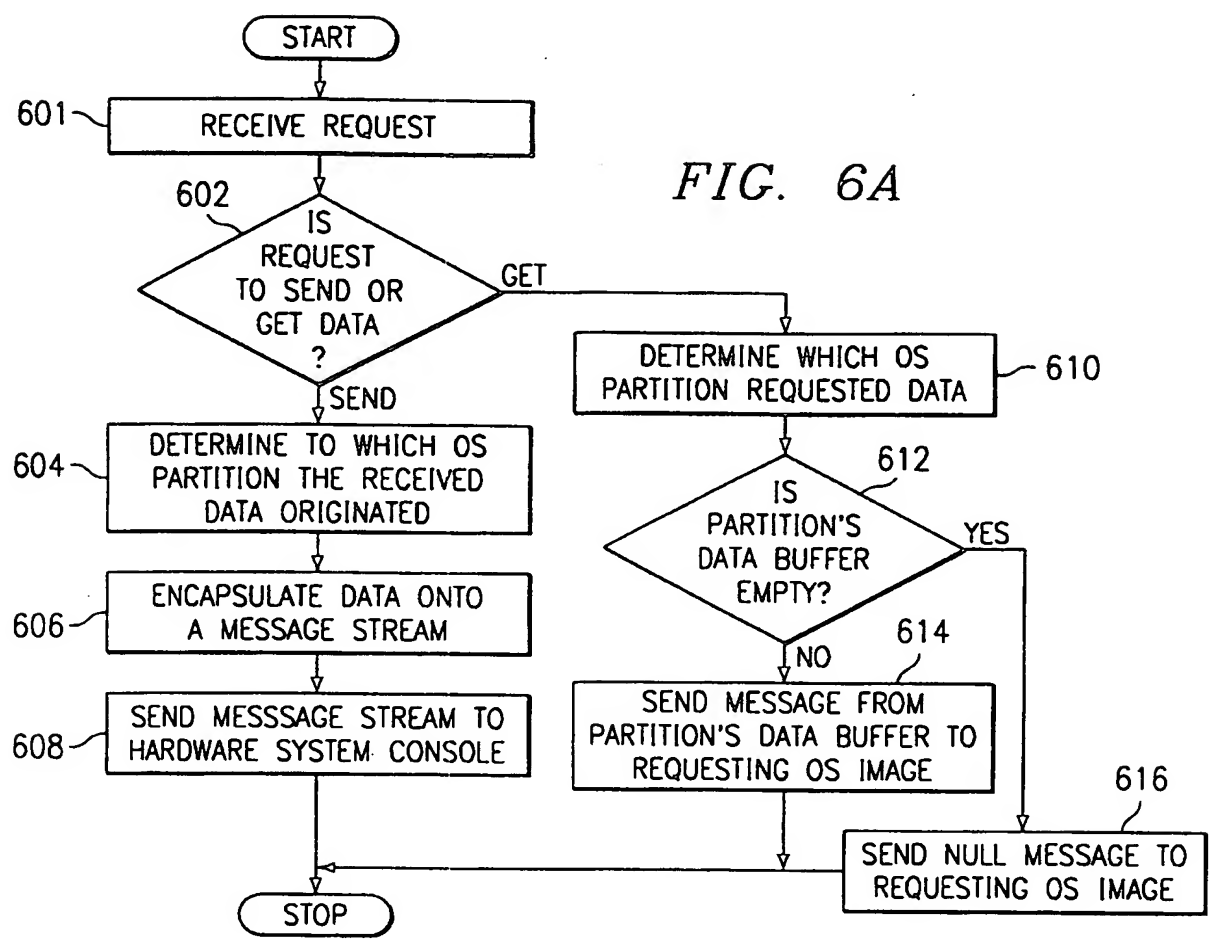 START
601
RECEIVE REQUEST
FIG. 6A
602
IS
REQUEST
TO SEND OR
GET DATA
?
GET
SEND
DETERMINE WHICH OS
PARTITION REQUESTED DATA
610
604
DETERMINE TO WHICH OS
PARTITION THE RECEIVED
DATA ORIGINATED
612
IS
PARTITION'S
DATA BUFFER
EMPTY?
YES
NO
606
ENCAPSULATE DATA ONTO
A MESSAGE STREAM
614
SEND MESSAGE FROM
PARTITION'S DATA BUFFER TO
REQUESTING OS IMAGE
608
SEND MESSSAGE STREAM TO
HARDWARE SYSTEM CONSOLE
616
SEND NULL MESSAGE TO
REQUESTING OS IMAGE
STOP